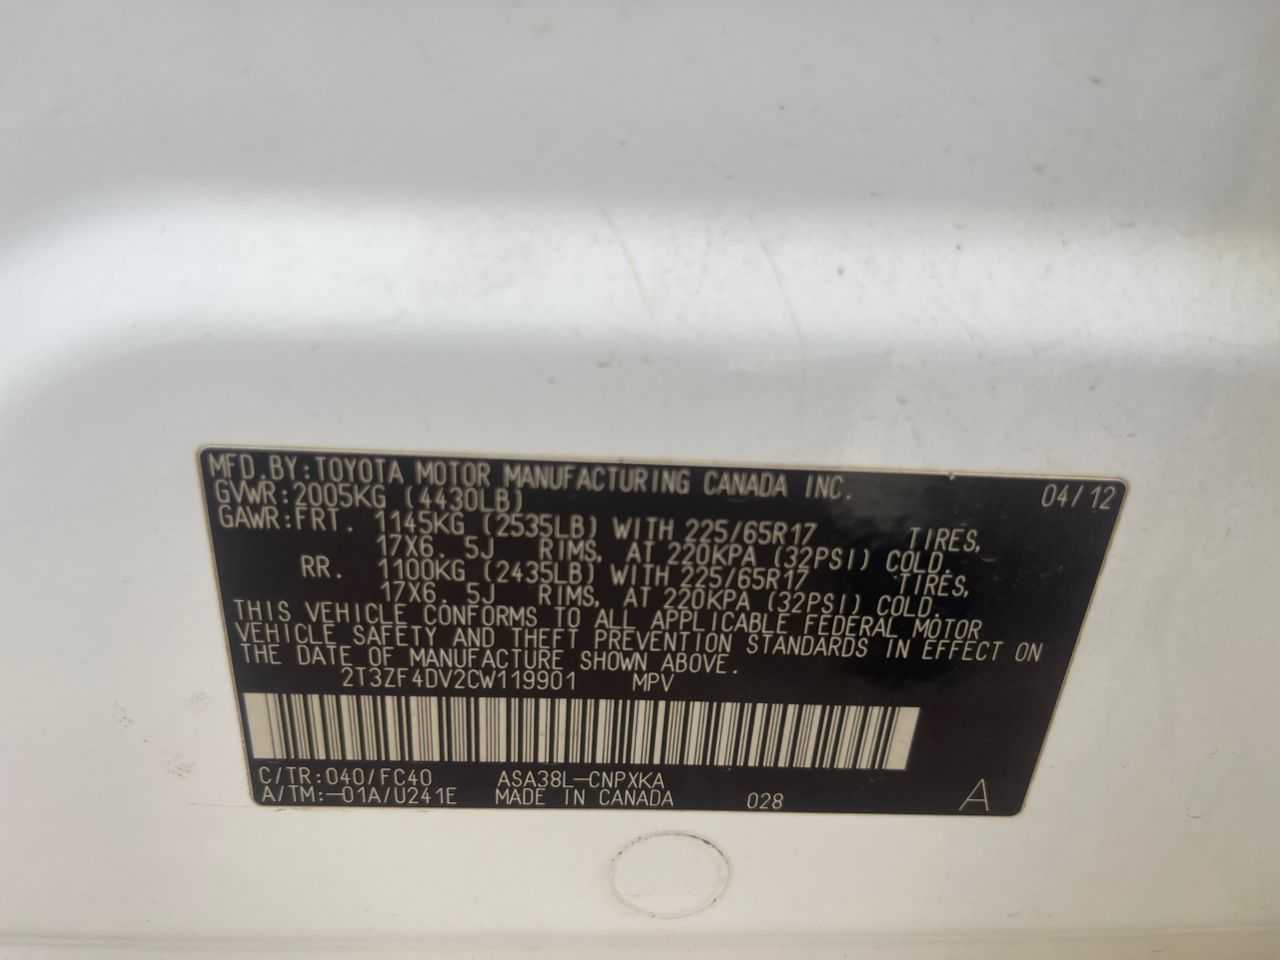 MFD.BY:TOYOTA MOTOR MANUFACTURING CANADA INC. 04/12
GVWR:2005KG (4430LB)
GAWR:FRT. 1145KG (2535LB) WITH 225/65R17 TIRES,
17X6.5J RIMS, AT 220KPA (32PSI) COLD.
RR. 1100KG (2435LB) WITH 225/65R17 TIRES,
17X6.5J RIMS, AT 220KPA (32PSI) COLD.
THIS VEHICLE CONFORMS TO ALL APPLICABLE FEDERAL MOTOR
VEHICLE SAFETY AND THEFT PREVENTION STANDARDS IN EFFECT ON
THE DATE OF MANUFACTURE SHOWN ABOVE.
2T3ZF4DV2CW119901 MPV
C/TR:040/FC40 ASA38L-CNPXKA
A/TM:-01A/U241E MADE IN CANADA 028 A